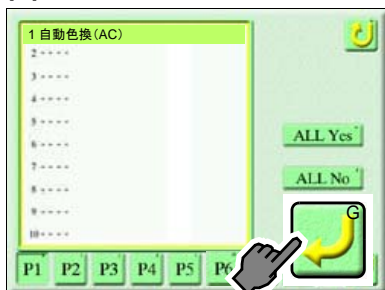 1 自動色換(AC)
2 - - - -
3 - - - -
4 - - - -
5 - - - -
6 - - - -
7 - - - -
8 - - - -
9 - - - -
10 - - - -
ALL Yes
ALL No
G
P1 P2 P3 P4 P5 P6